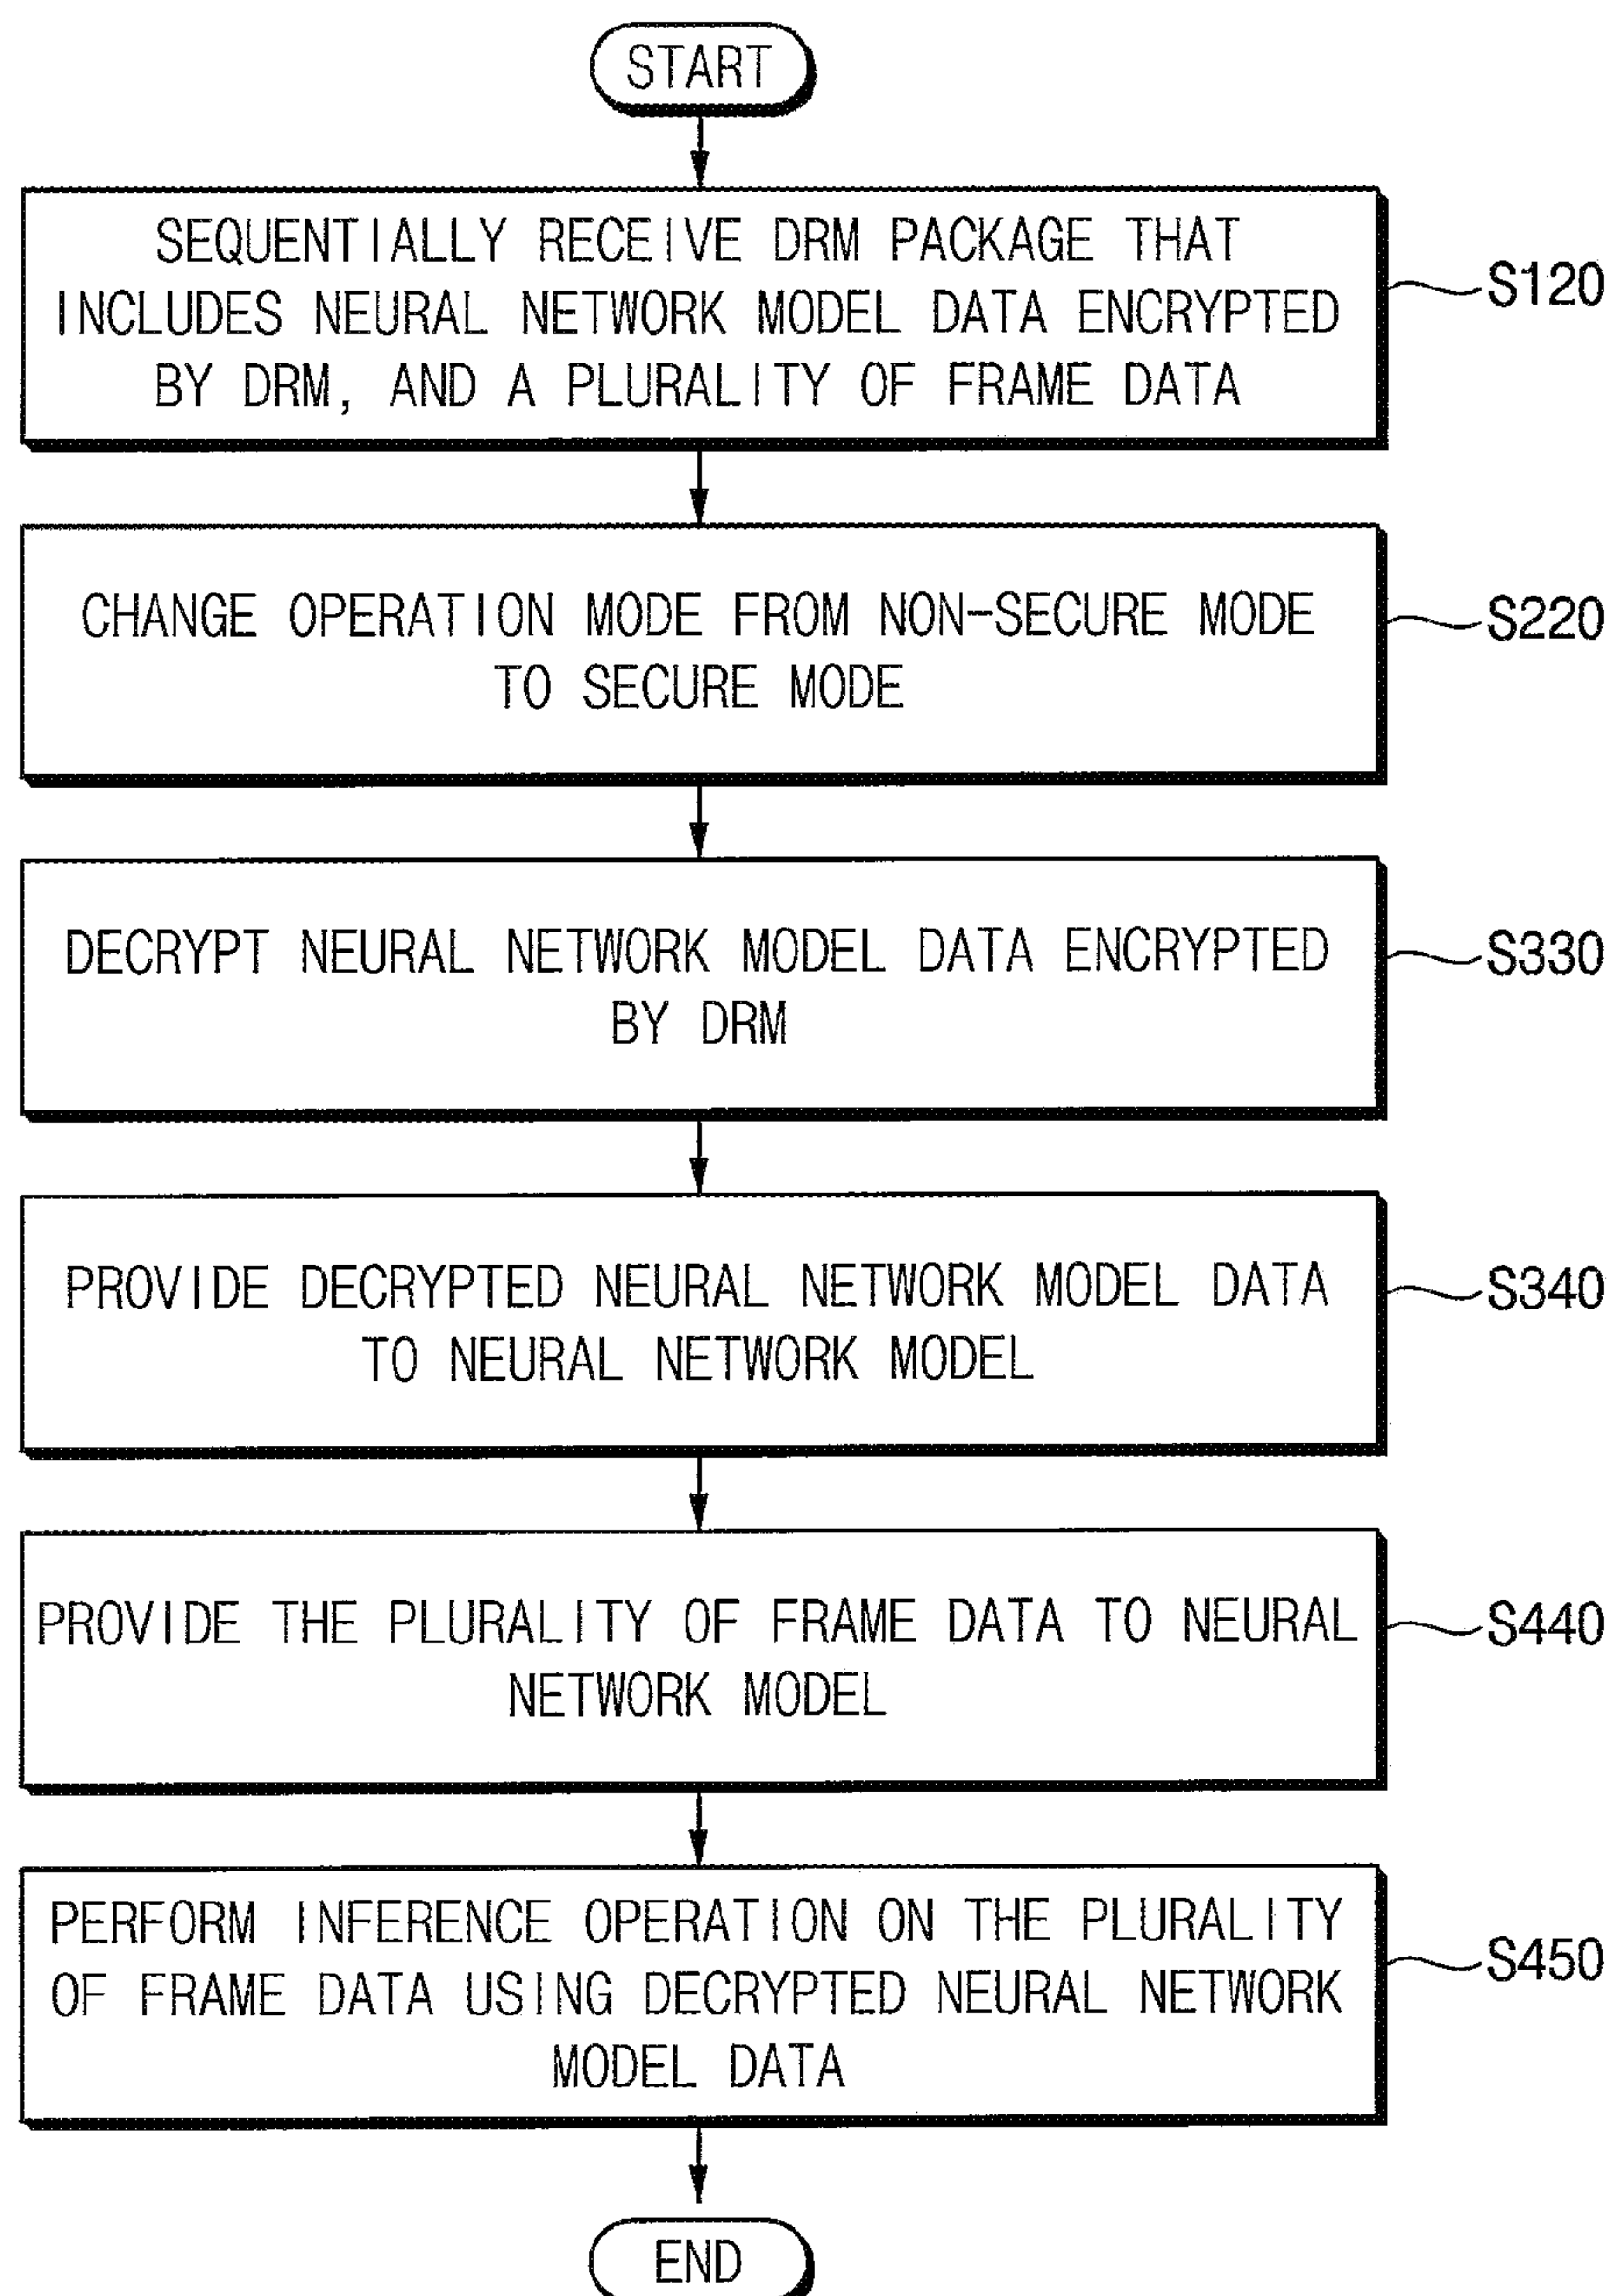 START
SEQUENTIALLY RECEIVE DRM PACKAGE THAT
INCLUDES NEURAL NETWORK MODEL DATA ENCRYPTED
BY DRM, AND A PLURALITY OF FRAME DATA
S120
CHANGE OPERATION MODE FROM NON-SECURE MODE
TO SECURE MODE
S220
DECRYPT NEURAL NETWORK MODEL DATA ENCRYPTED
BY DRM
S330
PROVIDE DECRYPTED NEURAL NETWORK MODEL DATA
TO NEURAL NETWORK MODEL
S340
PROVIDE THE PLURALITY OF FRAME DATA TO NEURAL
NETWORK MODEL
S440
PERFORM INFERENCE OPERATION ON THE PLURALITY
OF FRAME DATA USING DECRYPTED NEURAL NETWORK
MODEL DATA
S450
END